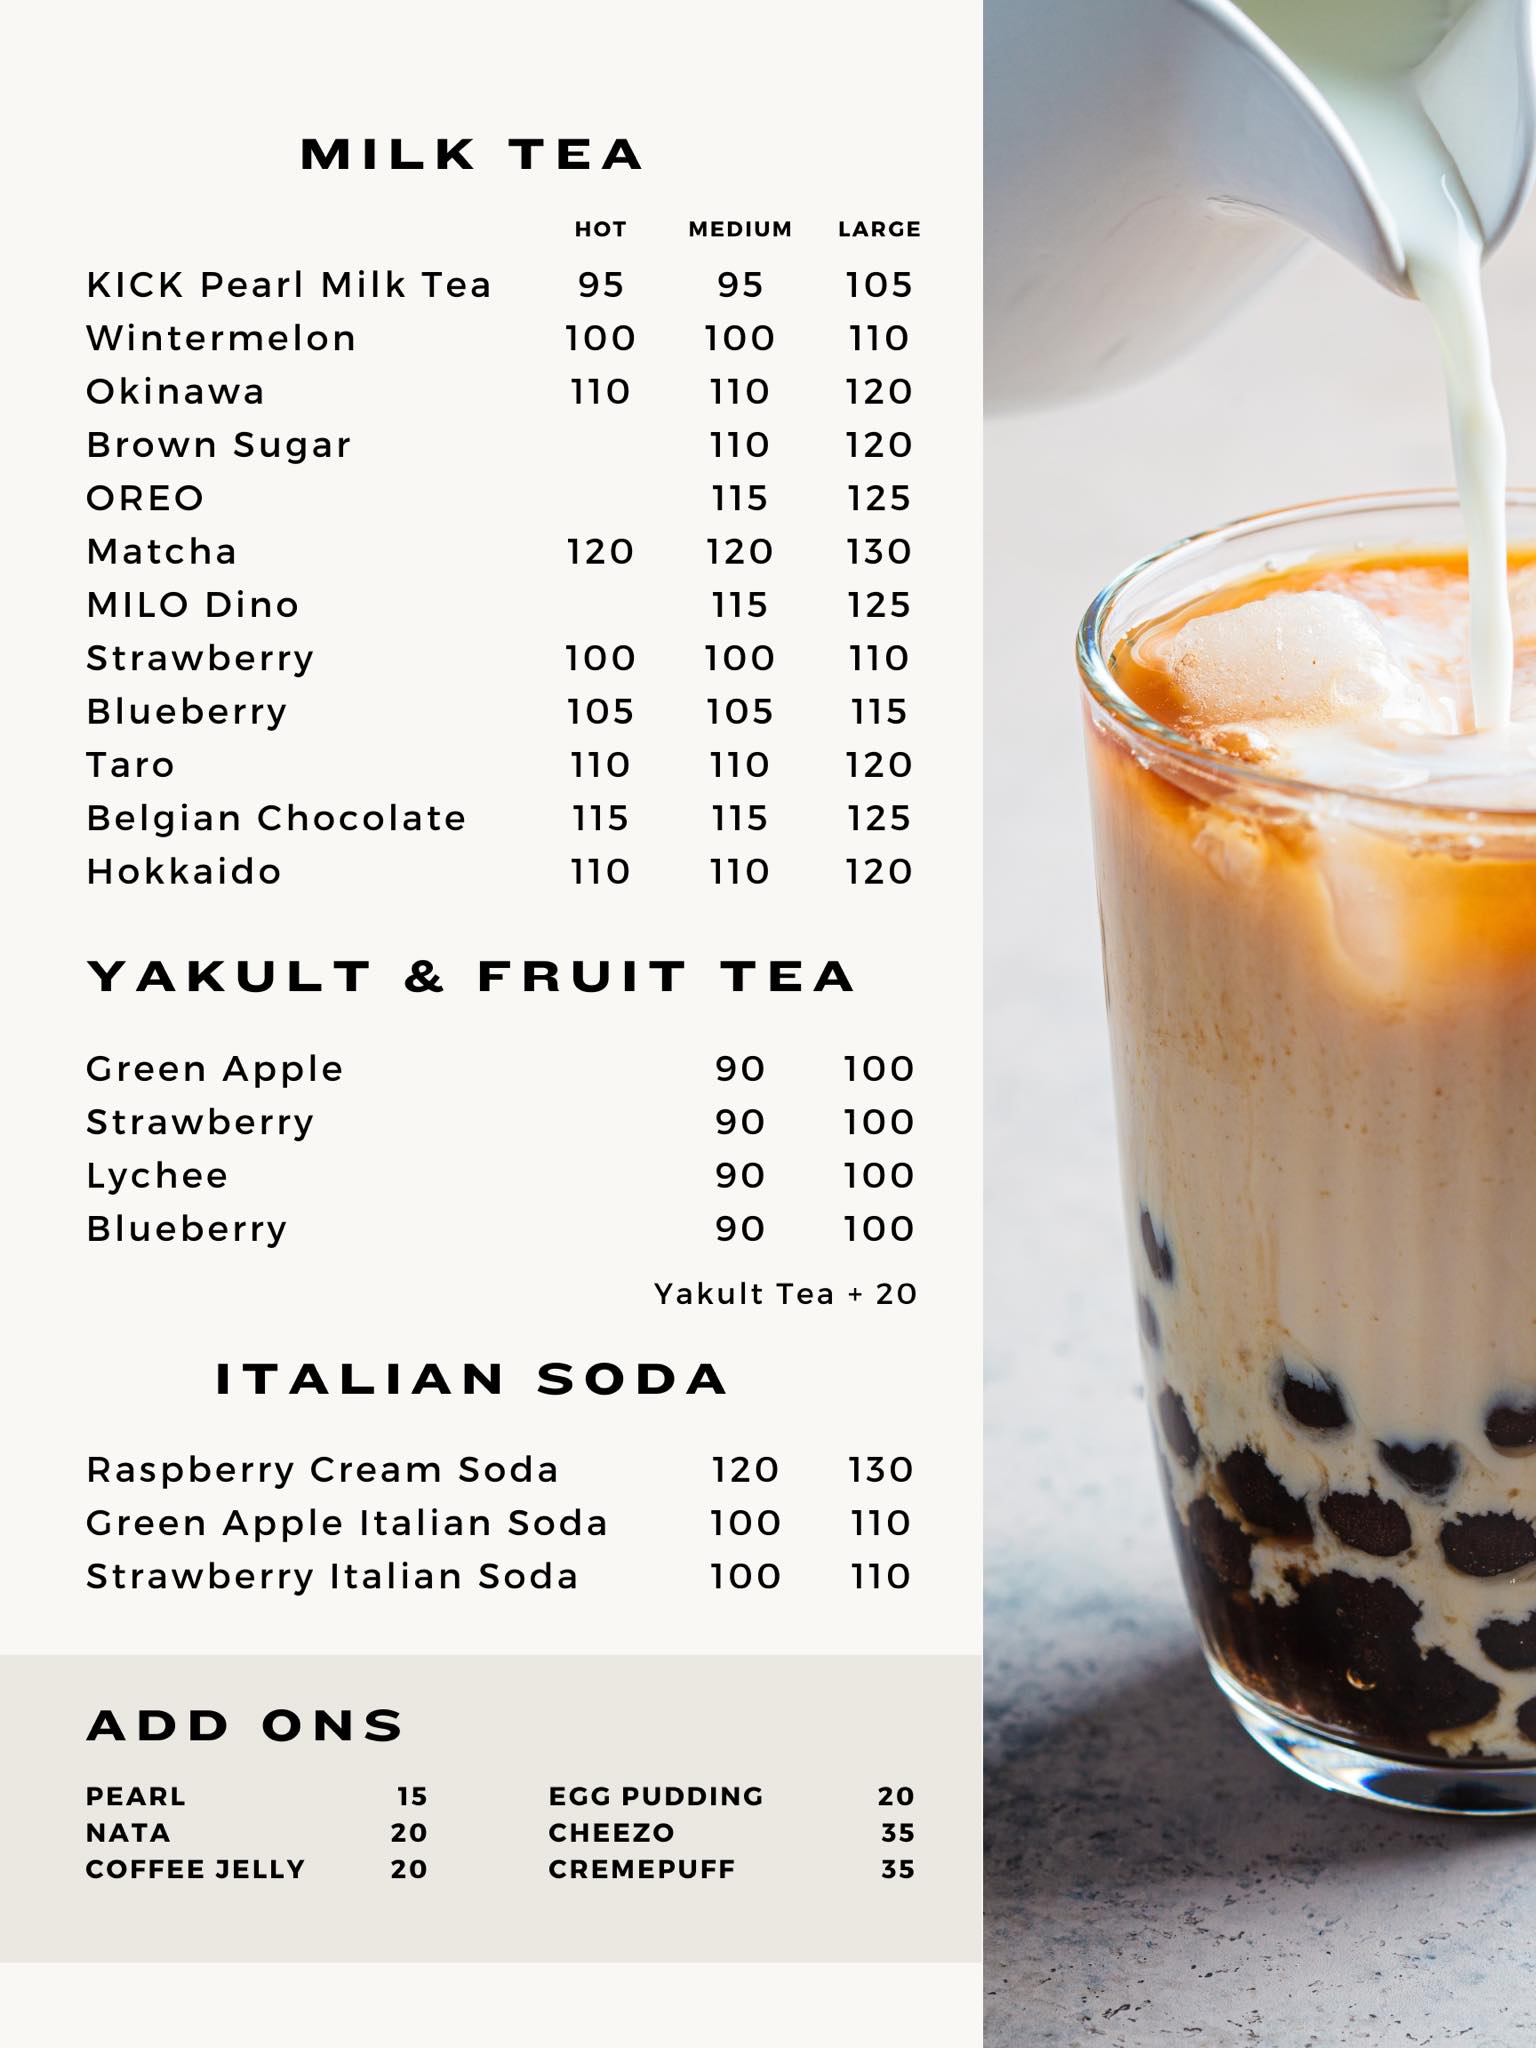 MILK TEA
HOT MEDIUM LARGE
KICK Pearl Milk Tea 95 95 105
Wintermelon 100 100 110
Okinawa 110 110 120
Brown Sugar 110 120
OREO 115 125
Matcha 120 120 130
MILO Dino 115 125
Strawberry 100 100 110
Blueberry 105 105 115
Taro 110 110 120
Belgian Chocolate 115 115 125
Hokkaido 110 110 120
YAKULT & FRUIT TEA
Green Apple 90 100
Strawberry 90 100
Lychee 90 100
Blueberry 90 100
Yakult Tea + 20
ITALIAN SODA
Raspberry Cream Soda 120 130
Green Apple Italian Soda 100 110
Strawberry Italian Soda 100 110
ADD ONS
PEARL 15 EGG PUDDING 20
NATA 20 CHEEZO 35
COFFEE JELLY 20 CREMEPUFF 35